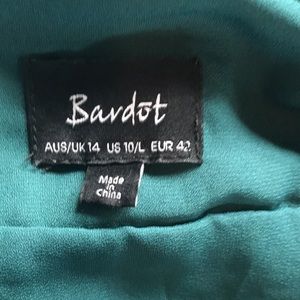 Bardot
AUS/UK 14 US 10/L EUR 42
Made
in
China